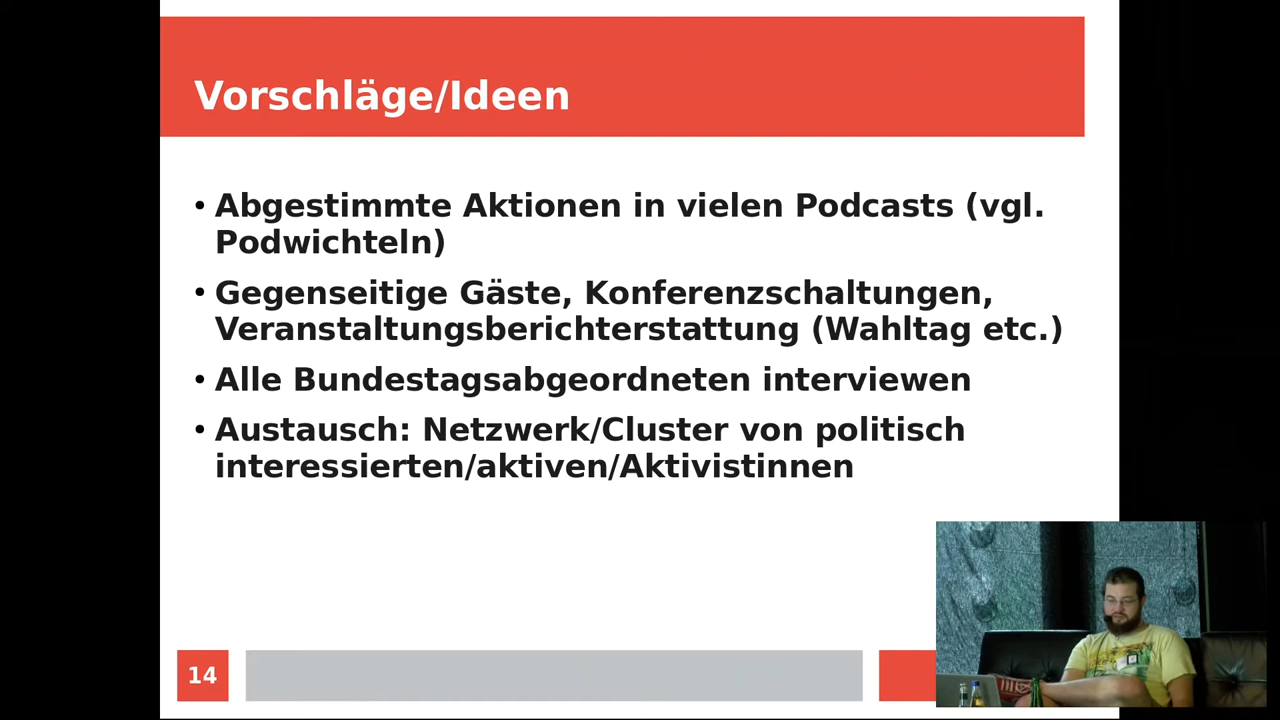 Vorschläge/Ideen
• Abgestimmte Aktionen in vielen Podcasts (vgl.
Podwichteln)
• Gegenseitige Gäste, Konferenzschaltungen,
Veranstaltungsberichterstattung (Wahltag etc.)
• Alle Bundestagsabgeordneten interviewen
• Austausch: Netzwerk/Cluster von politisch
interessierten/aktiven/Aktivistinnen
14